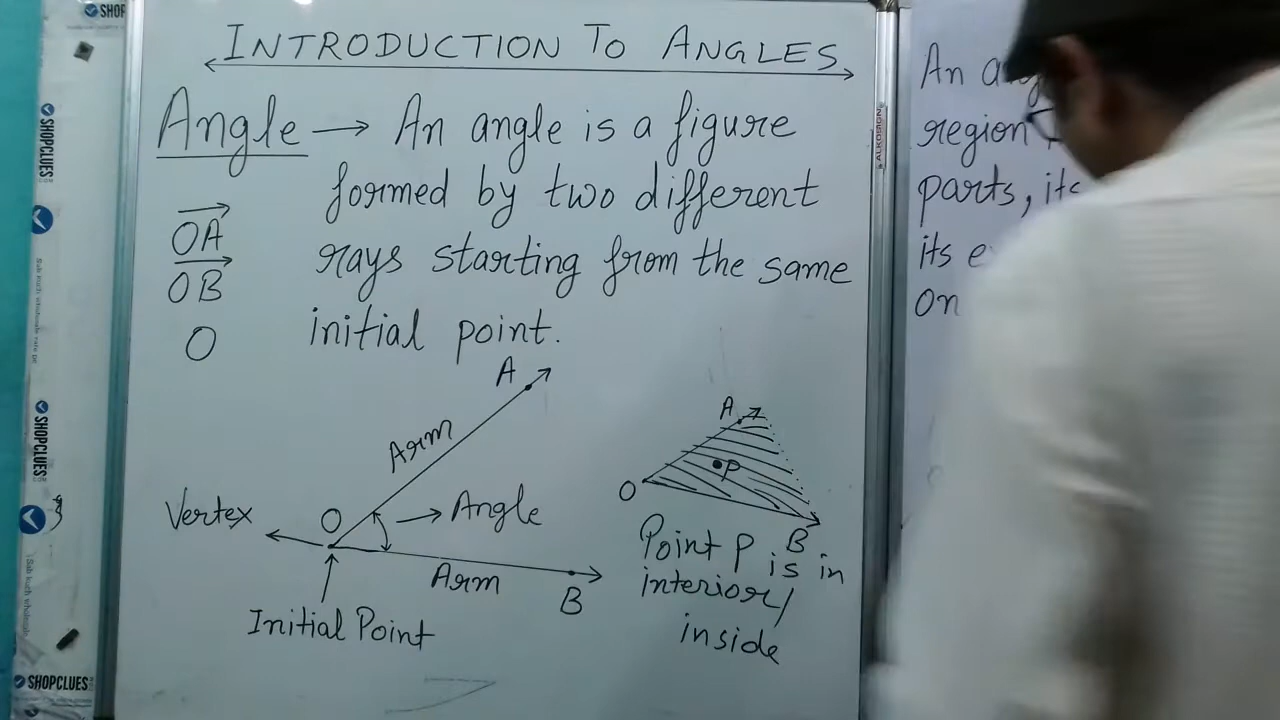 INTRODUCTION TO ANGLES
Angle → An angle is a figure
formed by two different
rays starting from the same
initial point.
OA
OB
O
A
Arm
Vertex
O
Angle
Arm
B
Initial Point
A
P
O
B
Point P is in
interior/
inside
An
region
parts, its
its
on
SHOPCLUES
SHOPCLUES
SHOPCLUES
ALKOSIGN